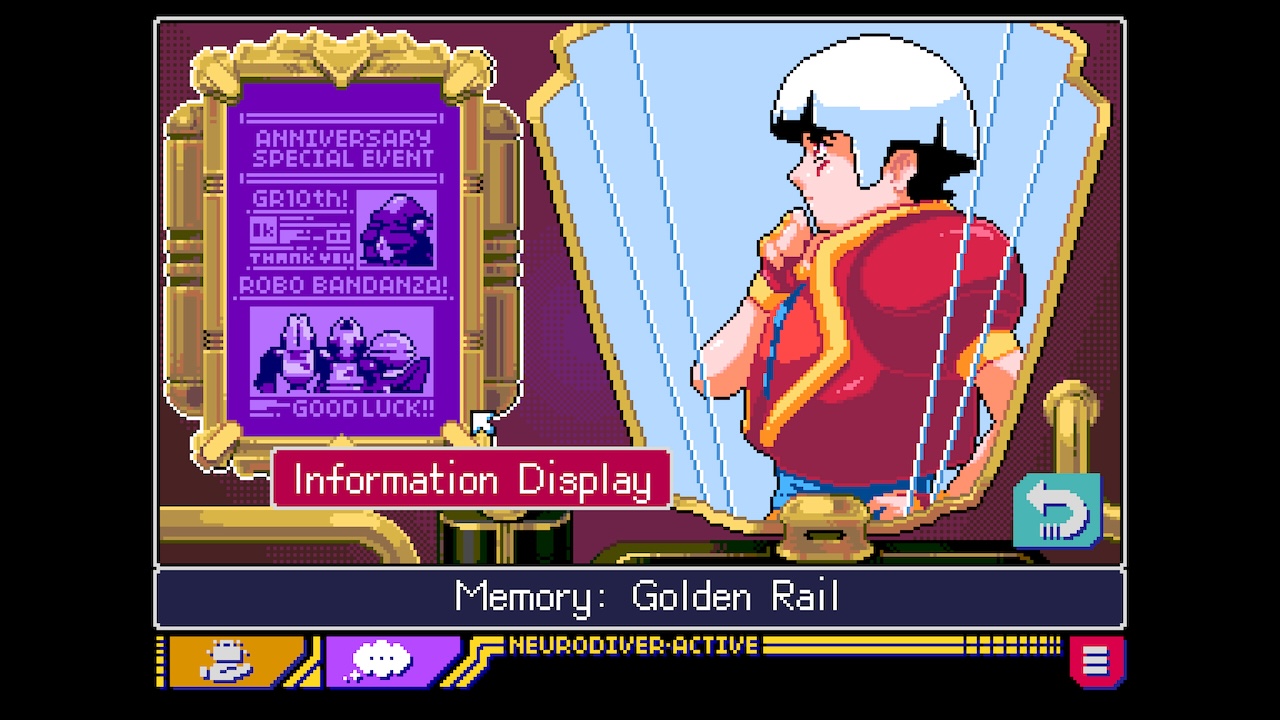 ANNIVERSARY
SPECIAL EVENT
GR10th!
THANK YOU
ROBO BANDANZA!
GOOD LUCK!!
Information Display
Memory: Golden Rail
NEURODIVER·ACTIVE